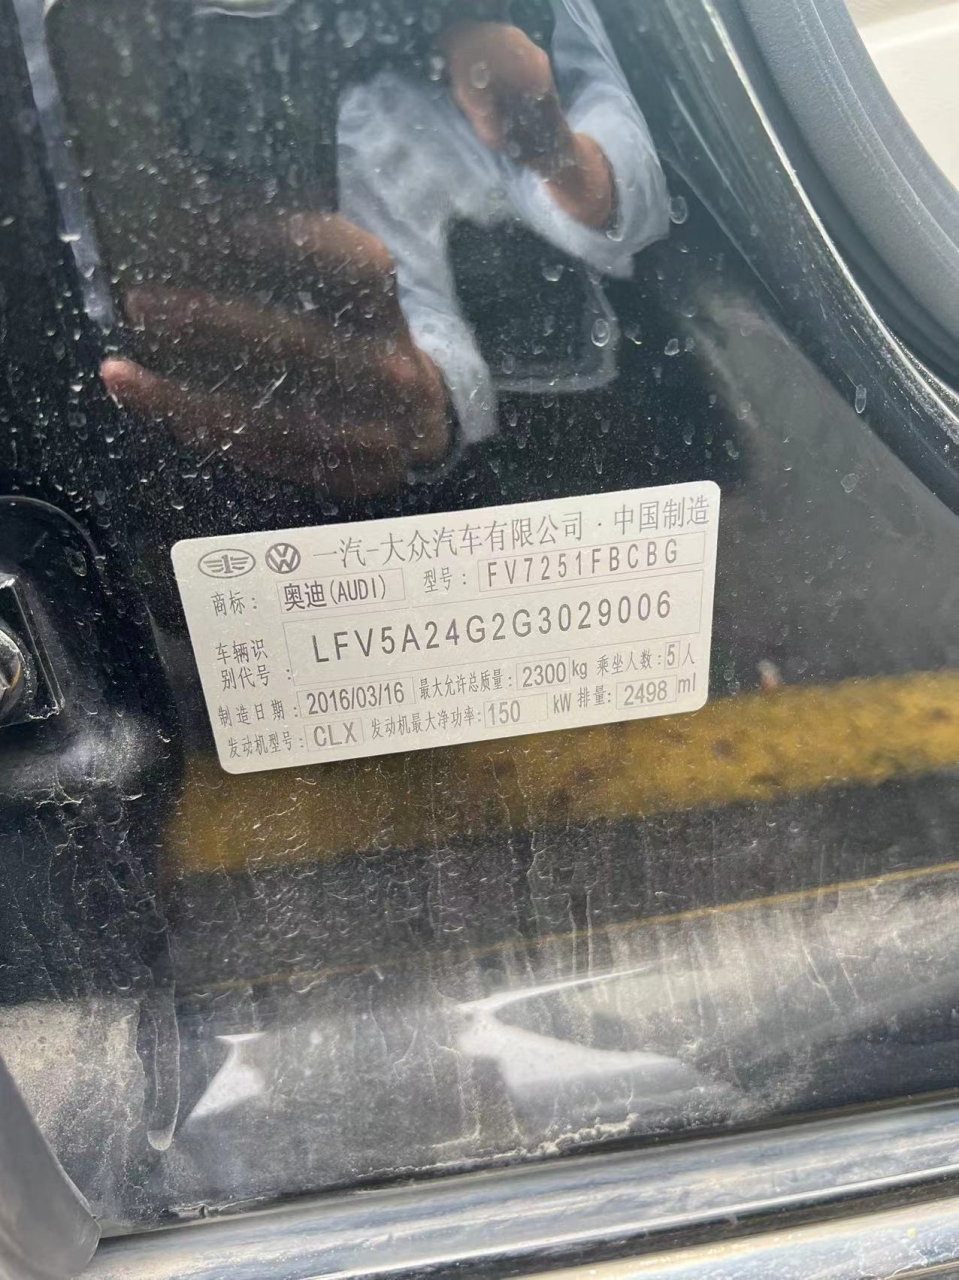 一汽-大众汽车有限公司·中国制造
商标: 奥迪(AUDI) 型号: FV7251FBCBG
车辆识
别代号: LFV5A24G2G3029006
制造日期: 2016/03/16 最大允许总质量: 2300 kg 乘坐人数: 5人
发动机型号: CLX 发动机最大净功率: 150 kW 排量: 2498 ml